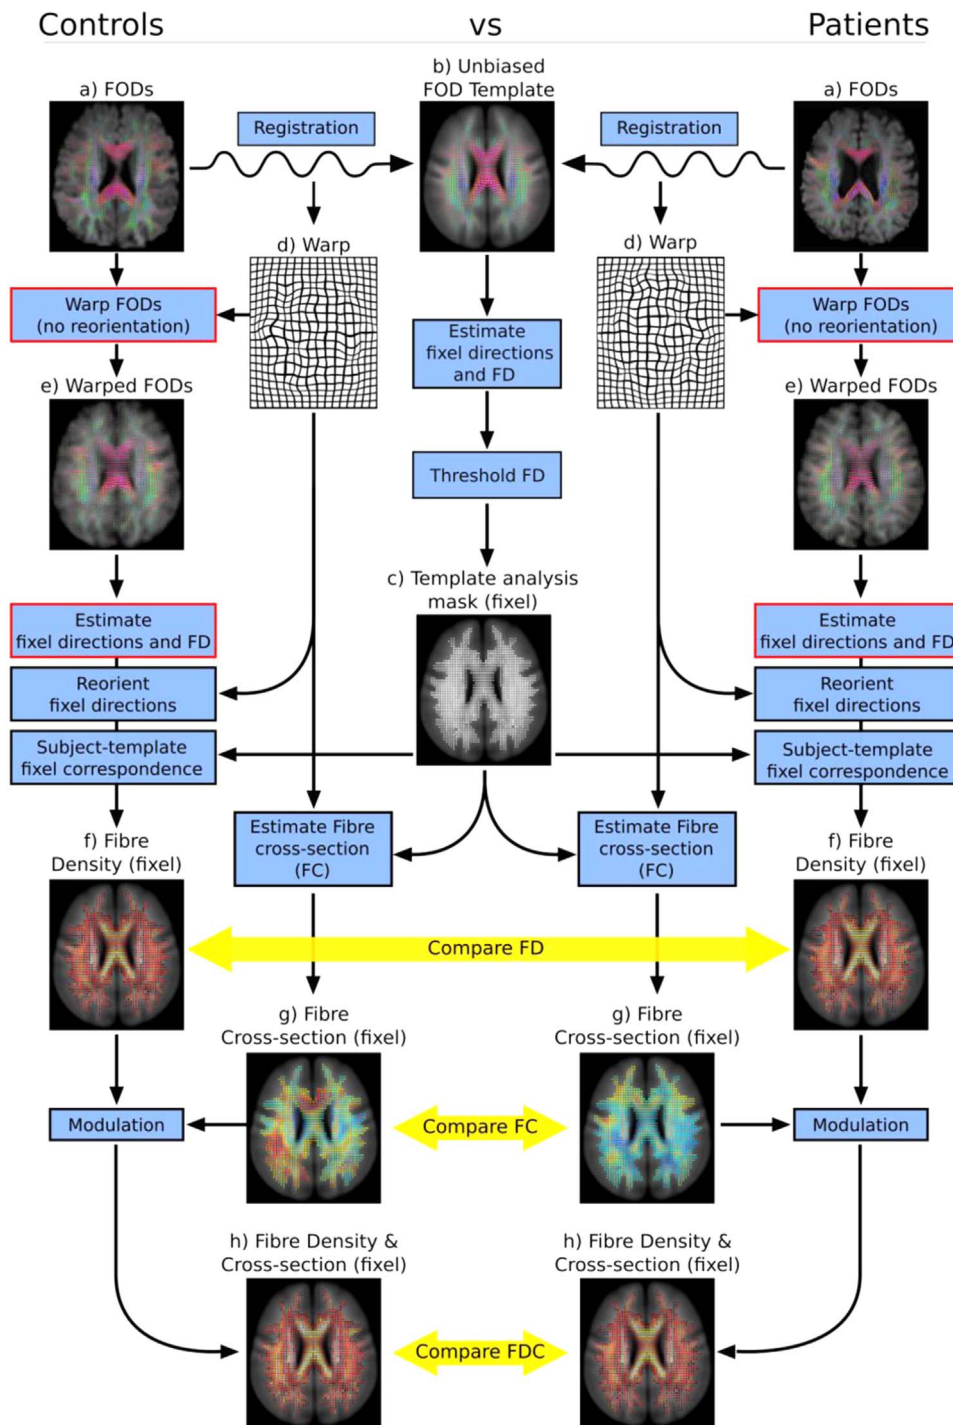 Controls
vs
Patients
a) FODs
b) Unbiased
FOD Template
a) FODs
Registration
Registration
d) Warp
d) Warp
Warp FODs
(no reorientation)
Warp FODs
(no reorientation)
Estimate
fixel directions
and FD
e) Warped FODs
e) Warped FODs
Threshold FD
c) Template analysis
mask (fixel)
Estimate
fixel directions and FD
Estimate
fixel directions and FD
Reorient
fixel directions
Reorient
fixel directions
Subject-template
fixel correspondence
Subject-template
fixel correspondence
f) Fibre
Density (fixel)
Estimate Fibre
cross-section
(FC)
Estimate Fibre
cross-section
(FC)
f) Fibre
Density (fixel)
Compare FD
g) Fibre
Cross-section (fixel)
g) Fibre
Cross-section (fixel)
Modulation
Compare FC
Modulation
h) Fibre Density &
Cross-section (fixel)
h) Fibre Density &
Cross-section (fixel)
Compare FDC